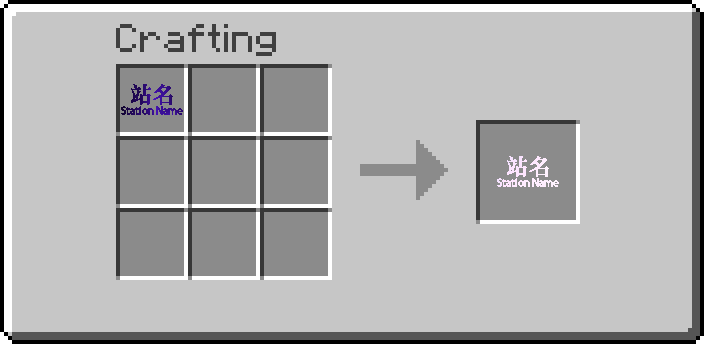 Crafting
站名
Station Name
站名
Station Name